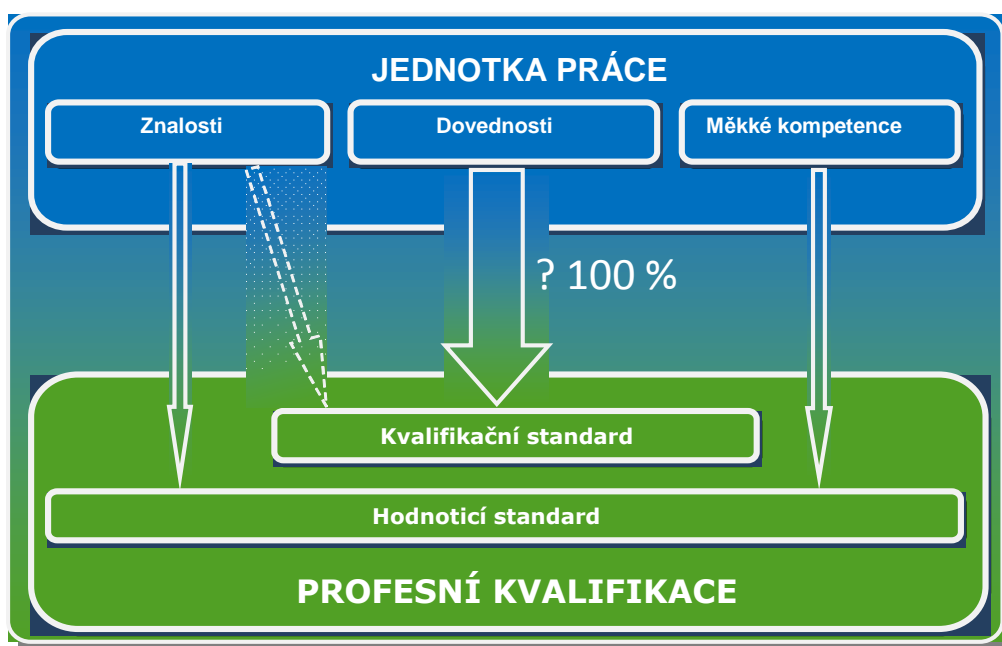 JEDNOTKA PRÁCE
Znalosti
Dovednosti
Měkké kompetence
? 100 %
Kvalifikační standard
Hodnoticí standard
PROFESNÍ KVALIFIKACE